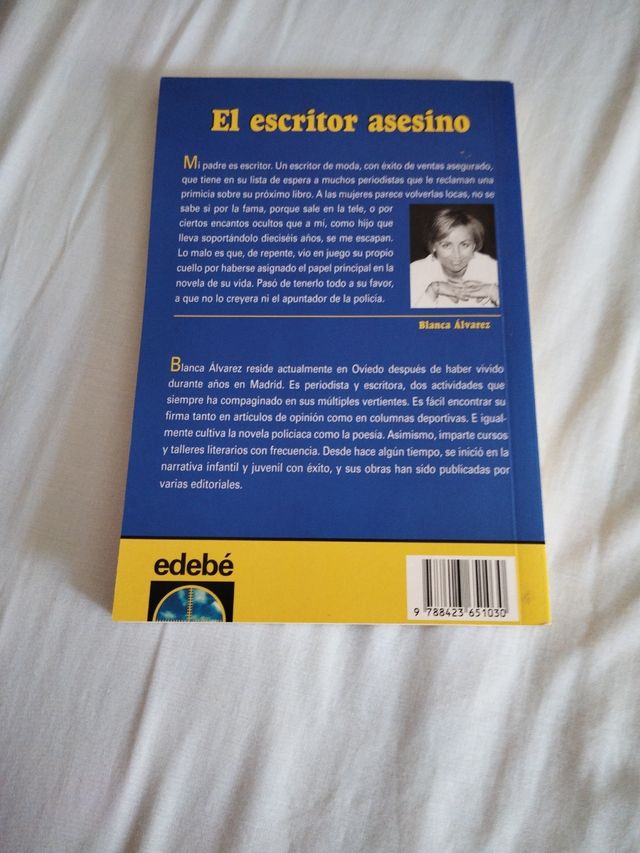 El escritor asesino
Mi padre es escritor. Un escritor de moda, con éxito de ventas asegurado,
que tiene en su lista de espera a muchos periodistas que le reclaman una
primicia sobre su próximo libro. A las mujeres parece volverlas locas, no se
sabe si por la fama, porque sale en la tele, o por
ciertos encantos ocultos que a mí, como hijo que
lleva soportándolo dieciséis años, se me escapan.
Lo malo es que, de repente, vio en juego su propio
cuello por haberse asignado el papel principal en la
novela de su vida. Pasó de tenerlo todo a su favor,
a que no lo creyera ni el apuntador de la policía.
Blanca Álvarez
Blanca Álvarez reside actualmente en Oviedo después de haber vivido
durante años en Madrid. Es periodista y escritora, dos actividades que
siempre ha compaginado en sus múltiples vertientes. Es fácil encontrar su
firma tanto en artículos de opinión como en columnas deportivas. E igual-
mente cultiva la novela policiaca como la poesía. Asimismo, imparte cursos
y talleres literarios con frecuencia. Desde hace algún tiempo, se inició en la
narrativa infantil y juvenil con éxito, y sus obras han sido publicadas por
varias editoriales.
edebé
9 788423 651030